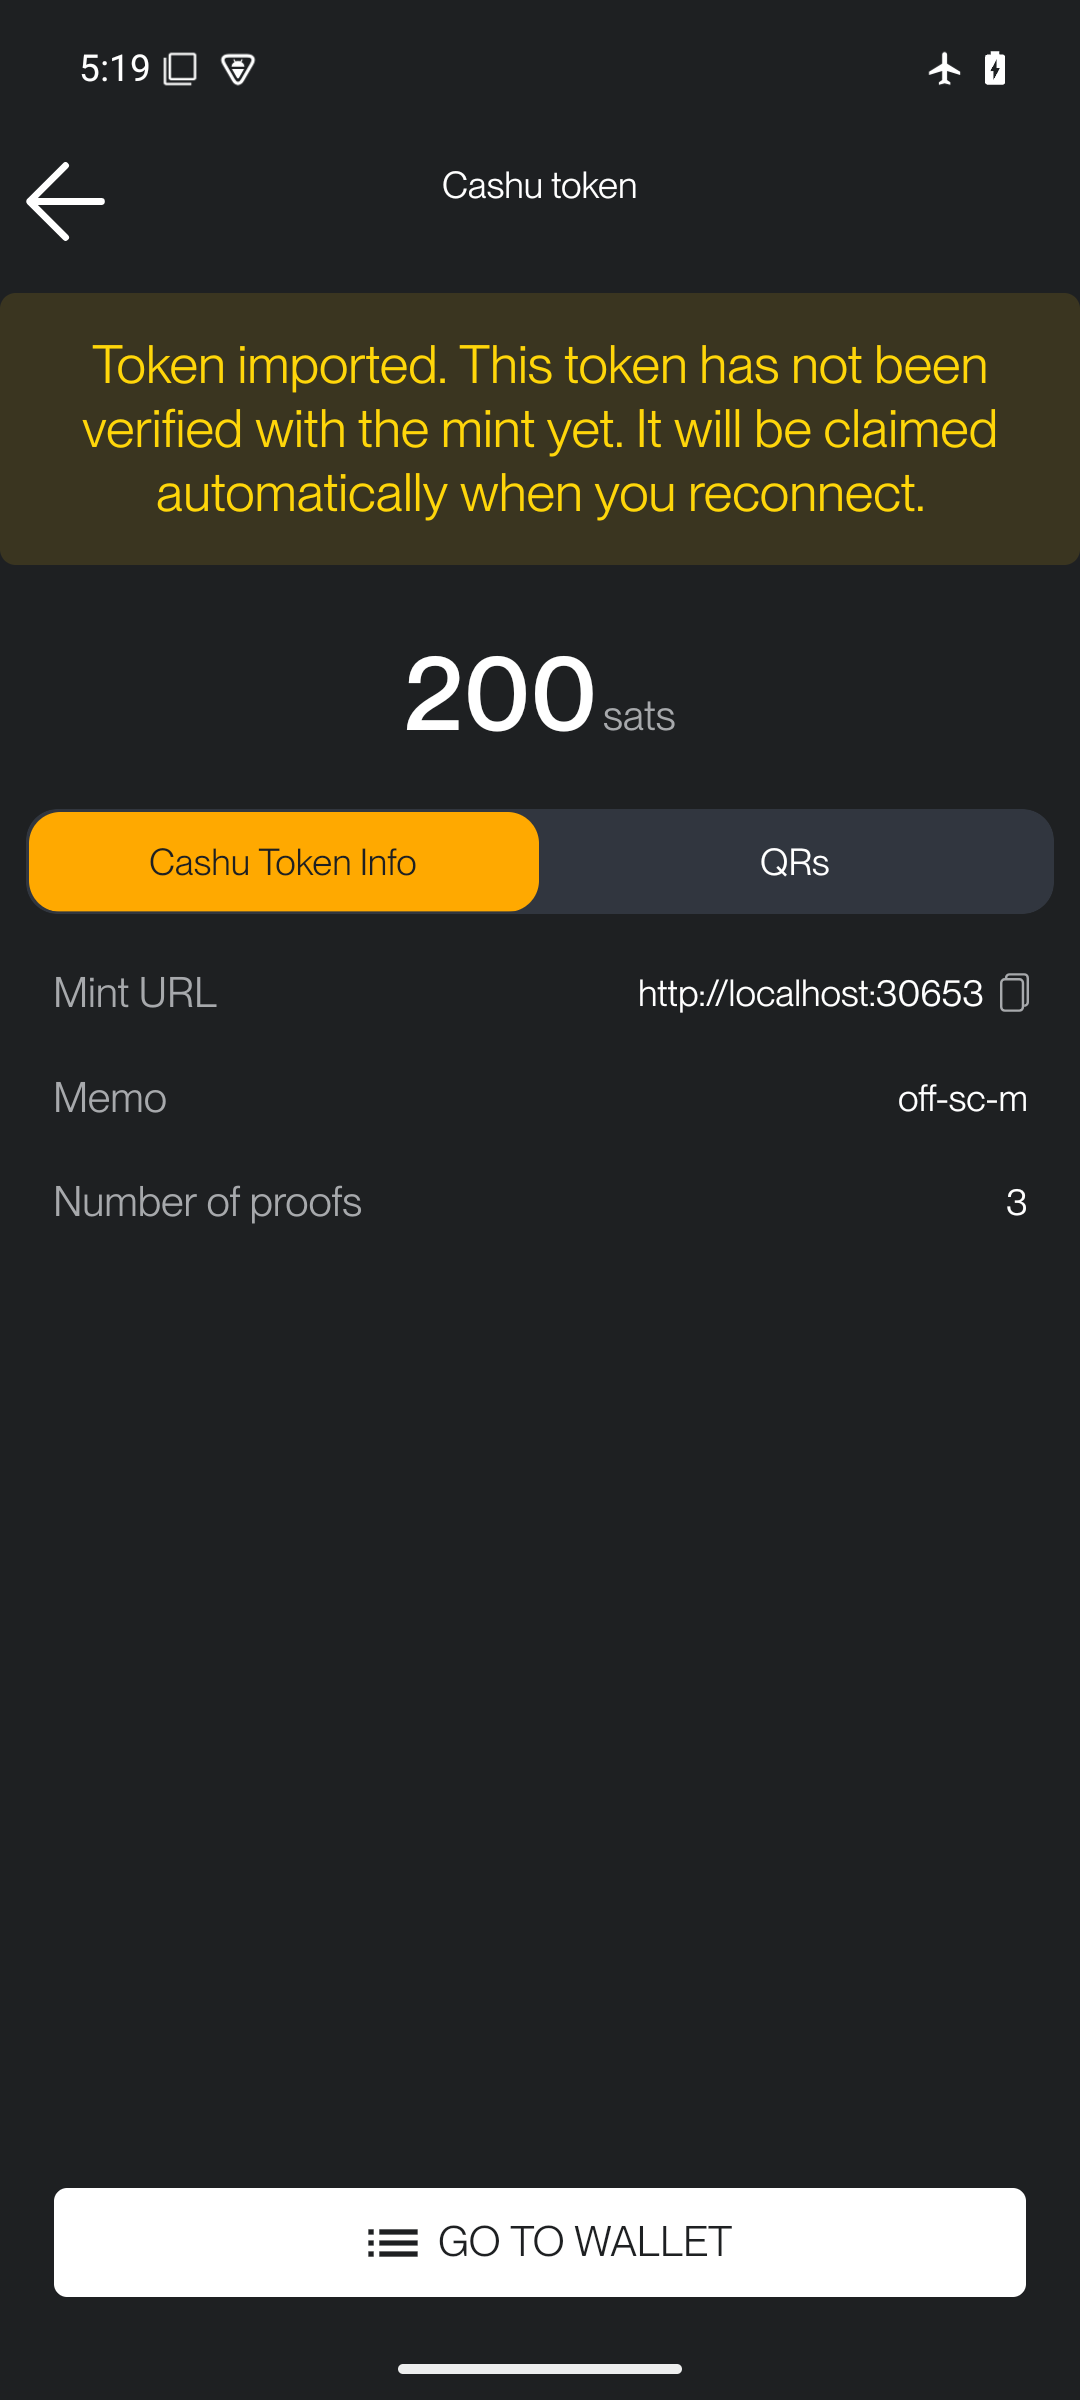 5:19
Cashu token
Token imported. This token has not been
verified with the mint yet. It will be claimed
automatically when you reconnect.
200 sats
Cashu Token Info
QRs
Mint URL
http://localhost:30653
Memo
off-sc-m
Number of proofs
3
GO TO WALLET